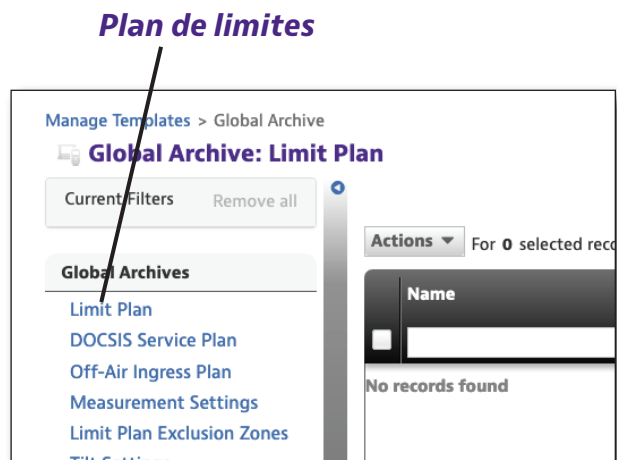 Plan de limites
Manage Templates > Global Archive
Global Archive: Limit Plan
Current Filters Remove all
Actions For 0 selected reco
Global Archives
Name
Limit Plan
DOCSIS Service Plan
Off-Air Ingress Plan
No records found
Measurement Settings
Limit Plan Exclusion Zones